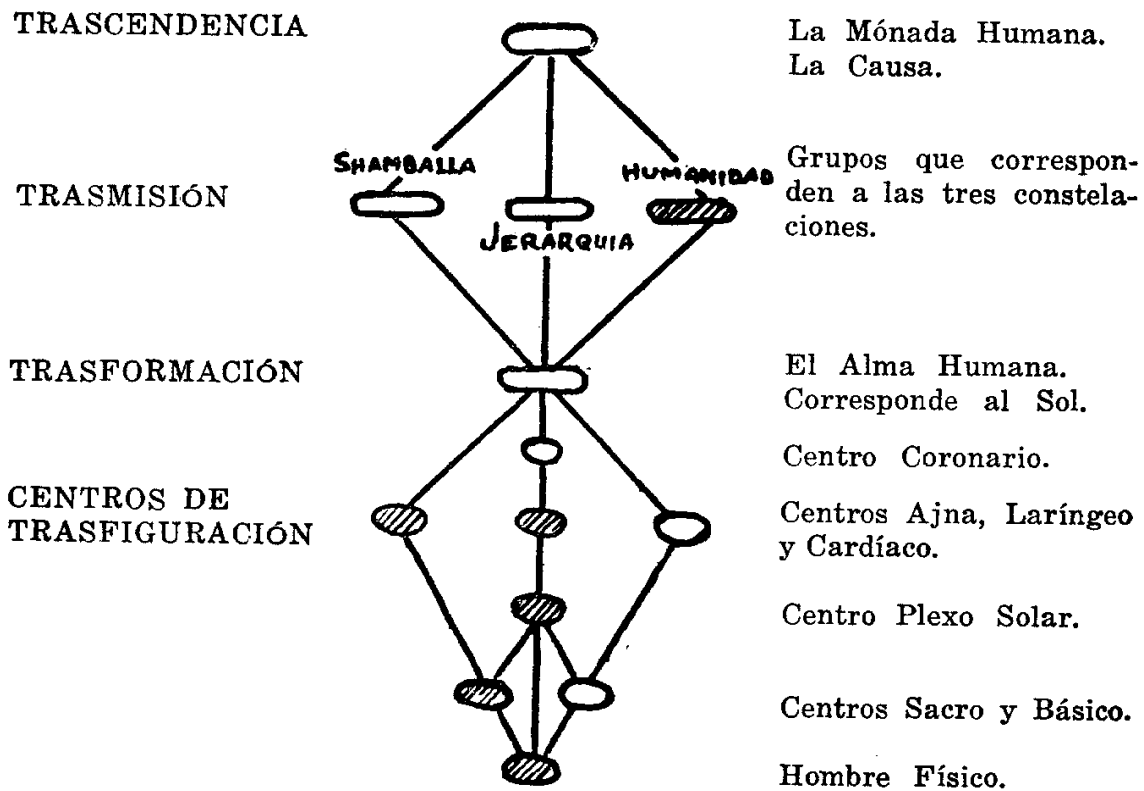 TRASCENDENCIA
La Mónada Humana.
La Causa.
SHAMBALLA
HUMANIDAD
TRASMISIÓN
JERARQUIA
Grupos que correspon-
den a las tres constela-
ciones.
TRASFORMACIÓN
El Alma Humana.
Corresponde al Sol.
Centro Coronario.
CENTROS DE
TRASFIGURACIÓN
Centros Ajna, Laríngeo
y Cardíaco.
Centro Plexo Solar.
Centros Sacro y Básico.
Hombre Físico.